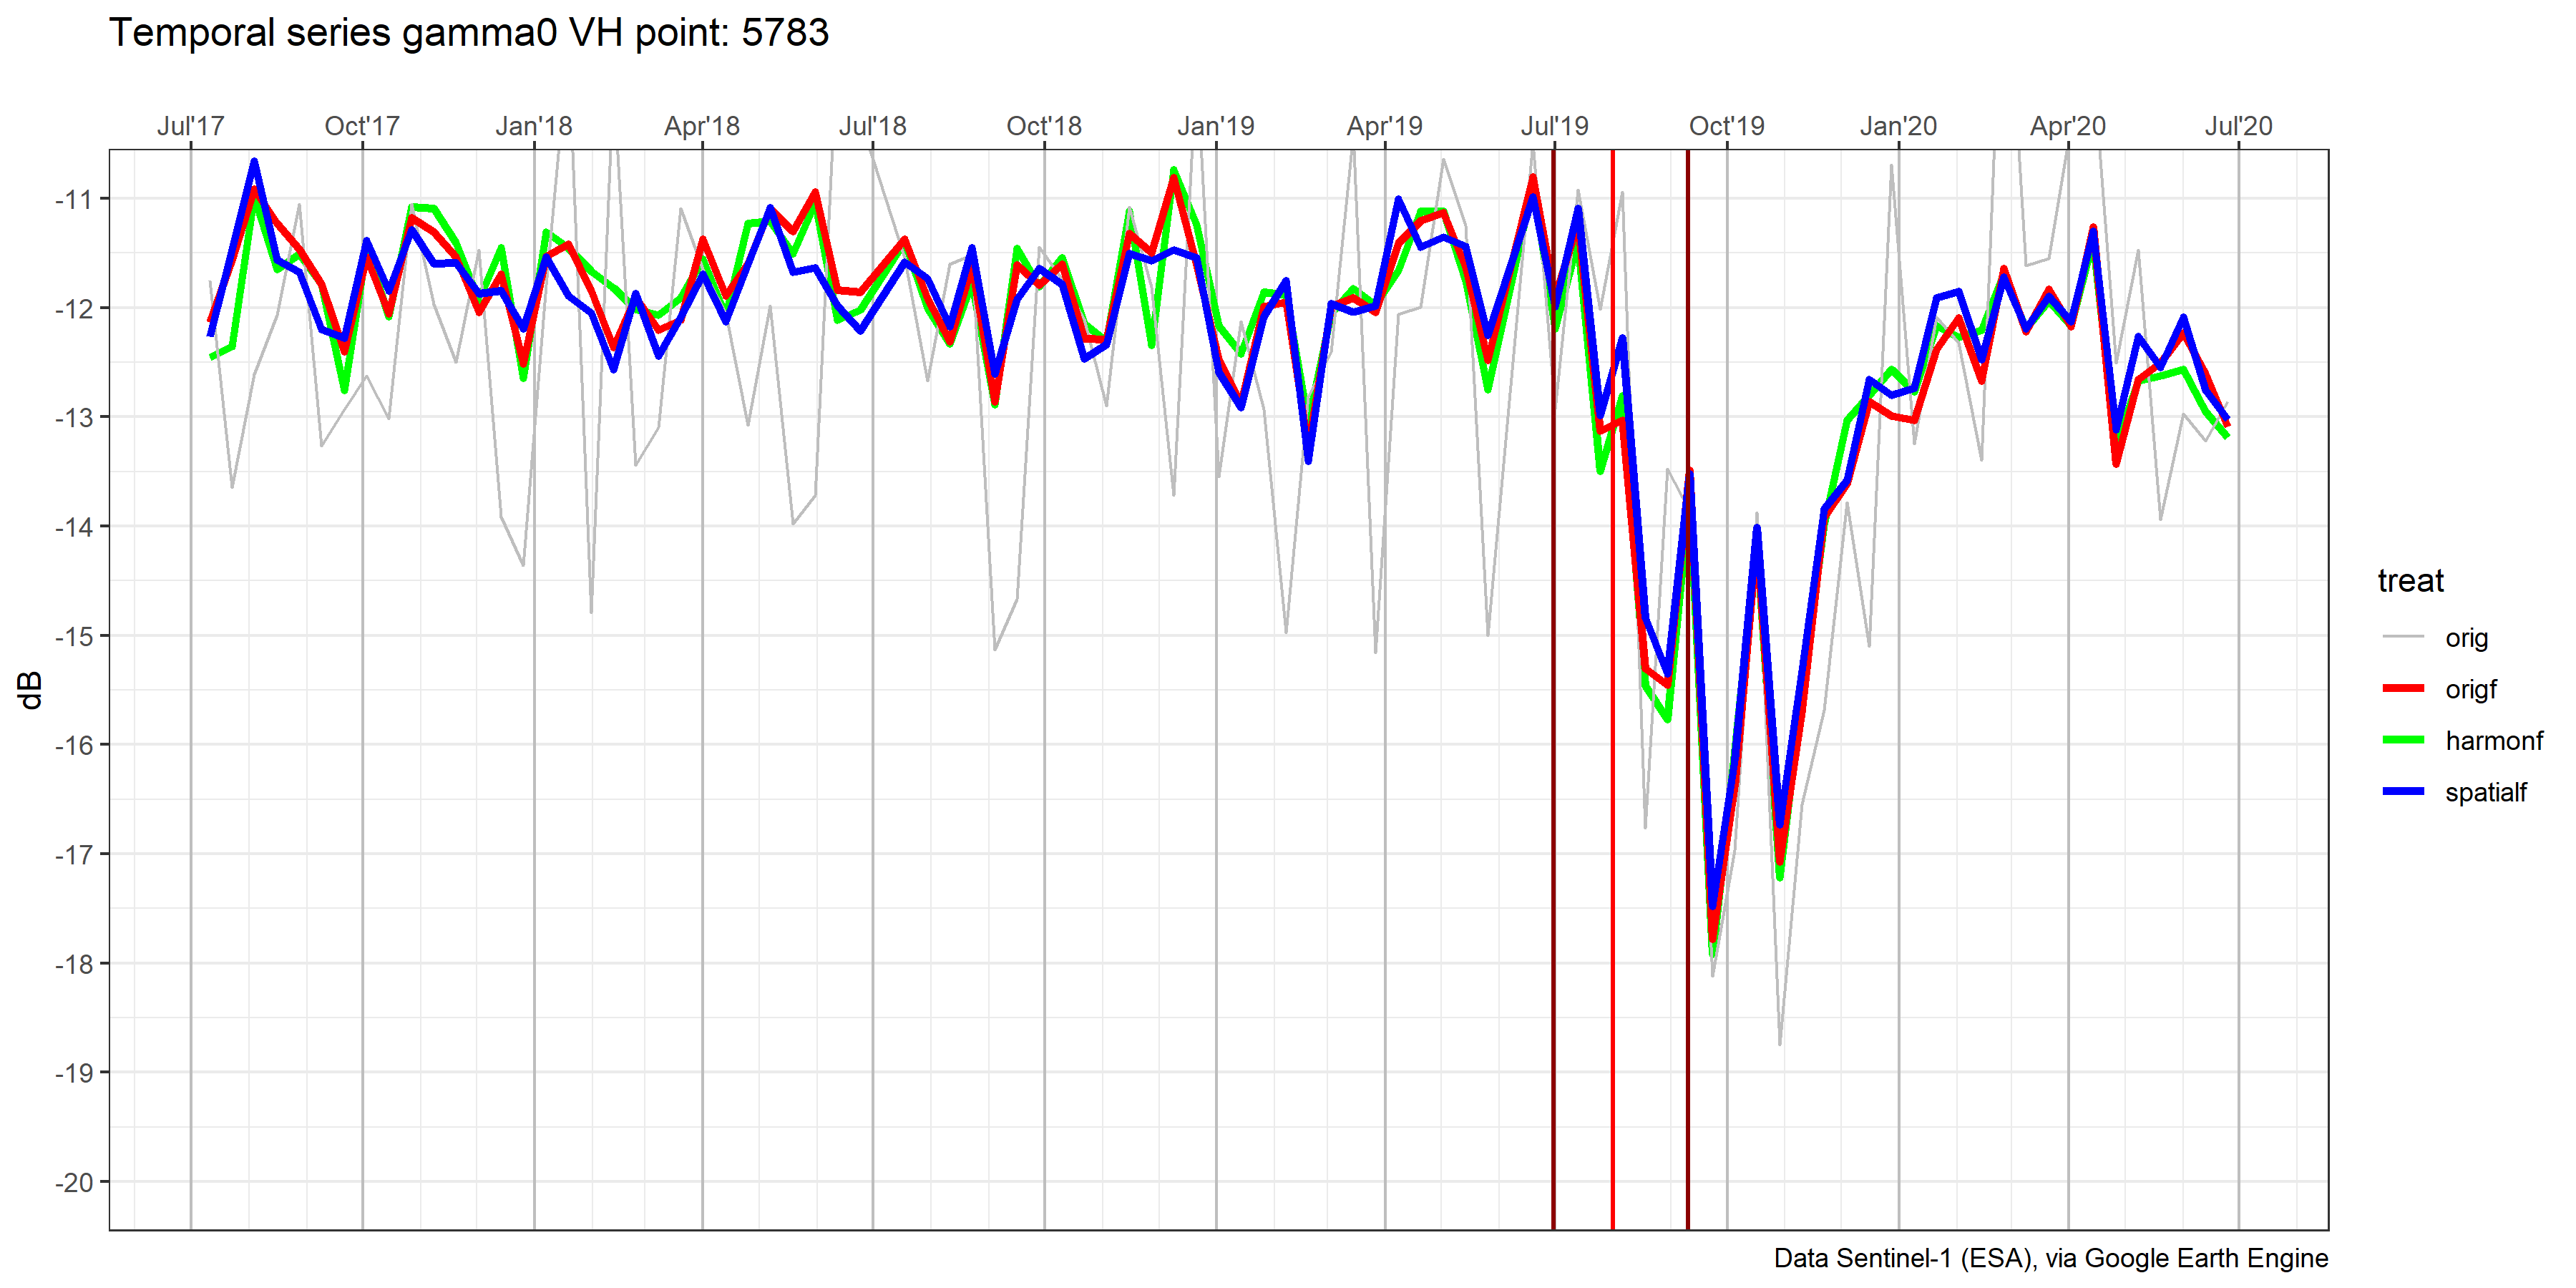 Temporal series gamma0 VH point: 5783
Jul'17 Oct'17 Jan'18 Apr'18 Jul'18 Oct'18 Jan'19 Apr'19 Jul'19 Oct'19 Jan'20 Apr'20 Jul'20
-11
-12
-13
-14
-15
-16
-17
-18
-19
-20
dB
treat
orig
origf
harmonf
spatialf
Data Sentinel-1 (ESA), via Google Earth Engine